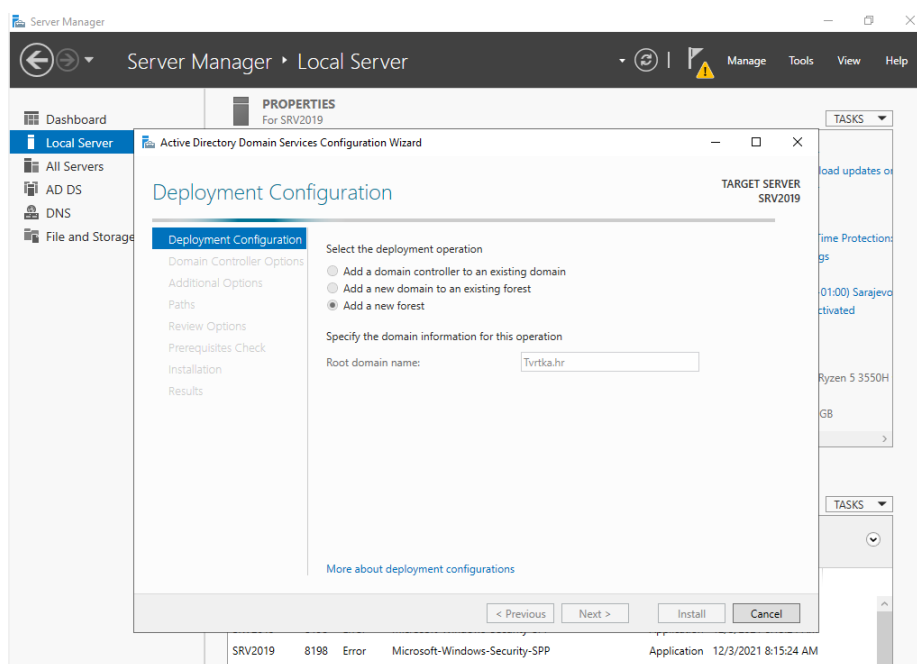 Server Manager
Server Manager • Local Server
Manage Tools View Help
Dashboard
Local Server
All Servers
AD DS
DNS
File and Storage
PROPERTIES
For SRV2019
TASKS
Active Directory Domain Services Configuration Wizard
Deployment Configuration
TARGET SERVER
SRV2019
Deployment Configuration
Domain Controller Options
Additional Options
Paths
Review Options
Prerequisites Check
Installation
Results
Select the deployment operation
Add a domain controller to an existing domain
Add a new domain to an existing forest
Add a new forest
Specify the domain information for this operation
Root domain name: Tvrtka.hr
More about deployment configurations
< Previous Next > Install Cancel
load updates
Time Protection:
gs
-01:00) Sarajevo
ctivated
Ryzen 5 3550H
GB
TASKS
SRV2019 8198 Error Microsoft-Windows-Security-SPP Application 12/3/2021 8:15:24 AM